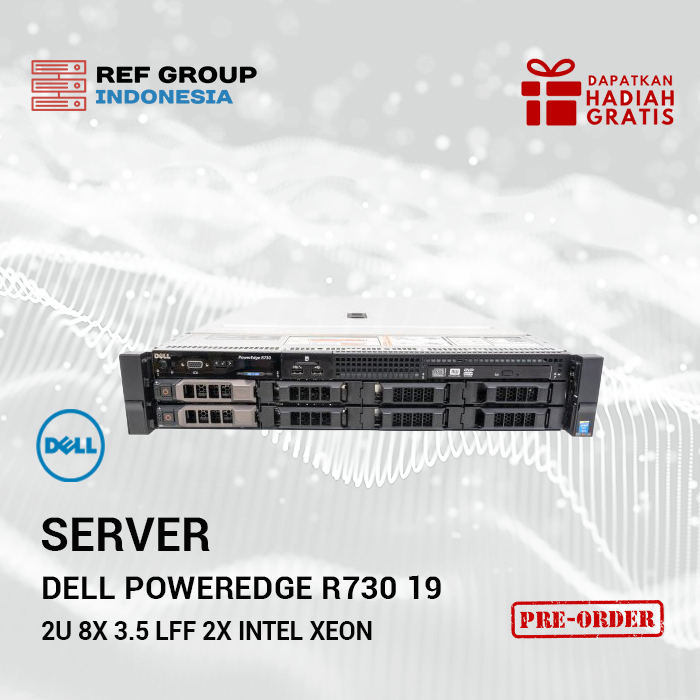 REF GROUP
INDONESIA
DAPATKAN
HADIAH
GRATIS
DELL
PowerEdge R730
DELL
SERVER
DELL POWEREDGE R730 19
2U 8X 3.5 LFF 2X INTEL XEON
PRE-ORDER